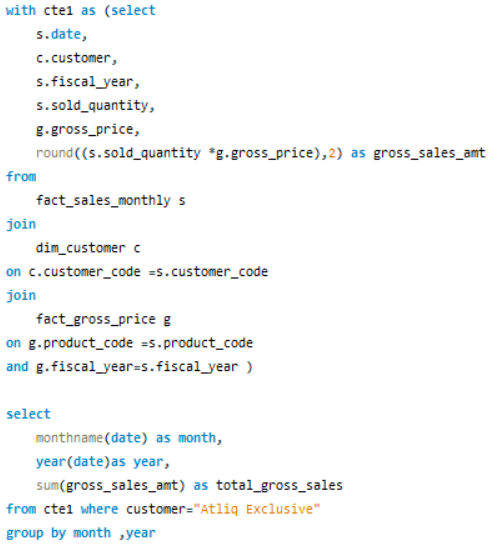 with cte1 as (select
s.date,
c.customer,
s.fiscal_year,
s.sold_quantity,
g.gross_price,
round((s.sold_quantity *g.gross_price),2) as gross_sales_amt
from
fact_sales_monthly s
join
dim_customer c
on c.customer_code =s.customer_code
join
fact_gross_price g
on g.product_code =s.product_code
and g.fiscal_year=s.fiscal_year )
select
monthname(date) as month,
year(date)as year,
sum(gross_sales_amt) as total_gross_sales
from cte1 where customer="Atliq Exclusive"
group by month ,year